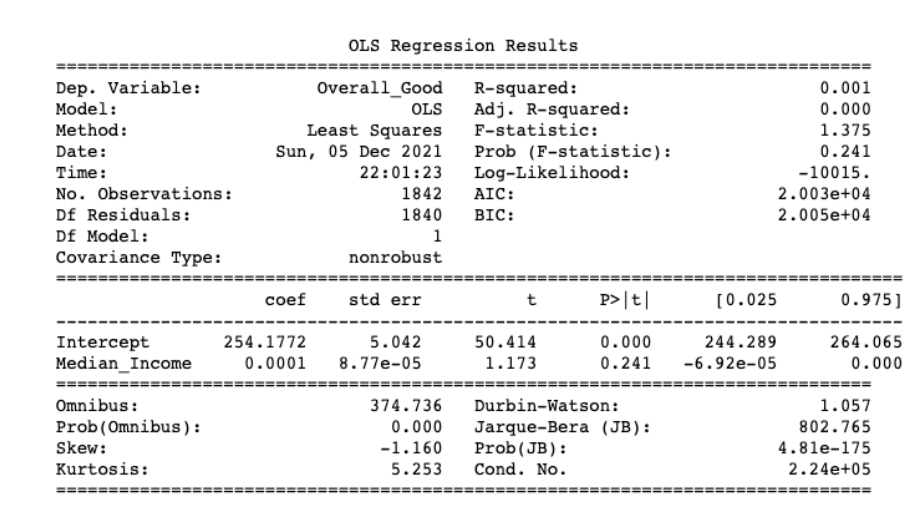 OLS Regression Results
==============================================================================
Dep. Variable: Overall_Good R-squared: 0.001
Model: OLS Adj. R-squared: 0.000
Method: Least Squares F-statistic: 1.375
Date: Sun, 05 Dec 2021 Prob (F-statistic): 0.241
Time: 22:01:23 Log-Likelihood: -10015.
No. Observations: 1842 AIC: 2.003e+04
Df Residuals: 1840 BIC: 2.005e+04
Df Model: 1
Covariance Type: nonrobust
=================================================================================
coef std err t P>|t| [0.025 0.975]
---------------------------------------------------------------------------------
Intercept 254.1772 5.042 50.414 0.000 244.289 264.065
Median_Income 0.0001 8.77e-05 1.173 0.241 -6.92e-05 0.000
==============================================================================
Omnibus: 374.736 Durbin-Watson: 1.057
Prob(Omnibus): 0.000 Jarque-Bera (JB): 802.765
Skew: -1.160 Prob(JB): 4.81e-175
Kurtosis: 5.253 Cond. No. 2.24e+05
==============================================================================